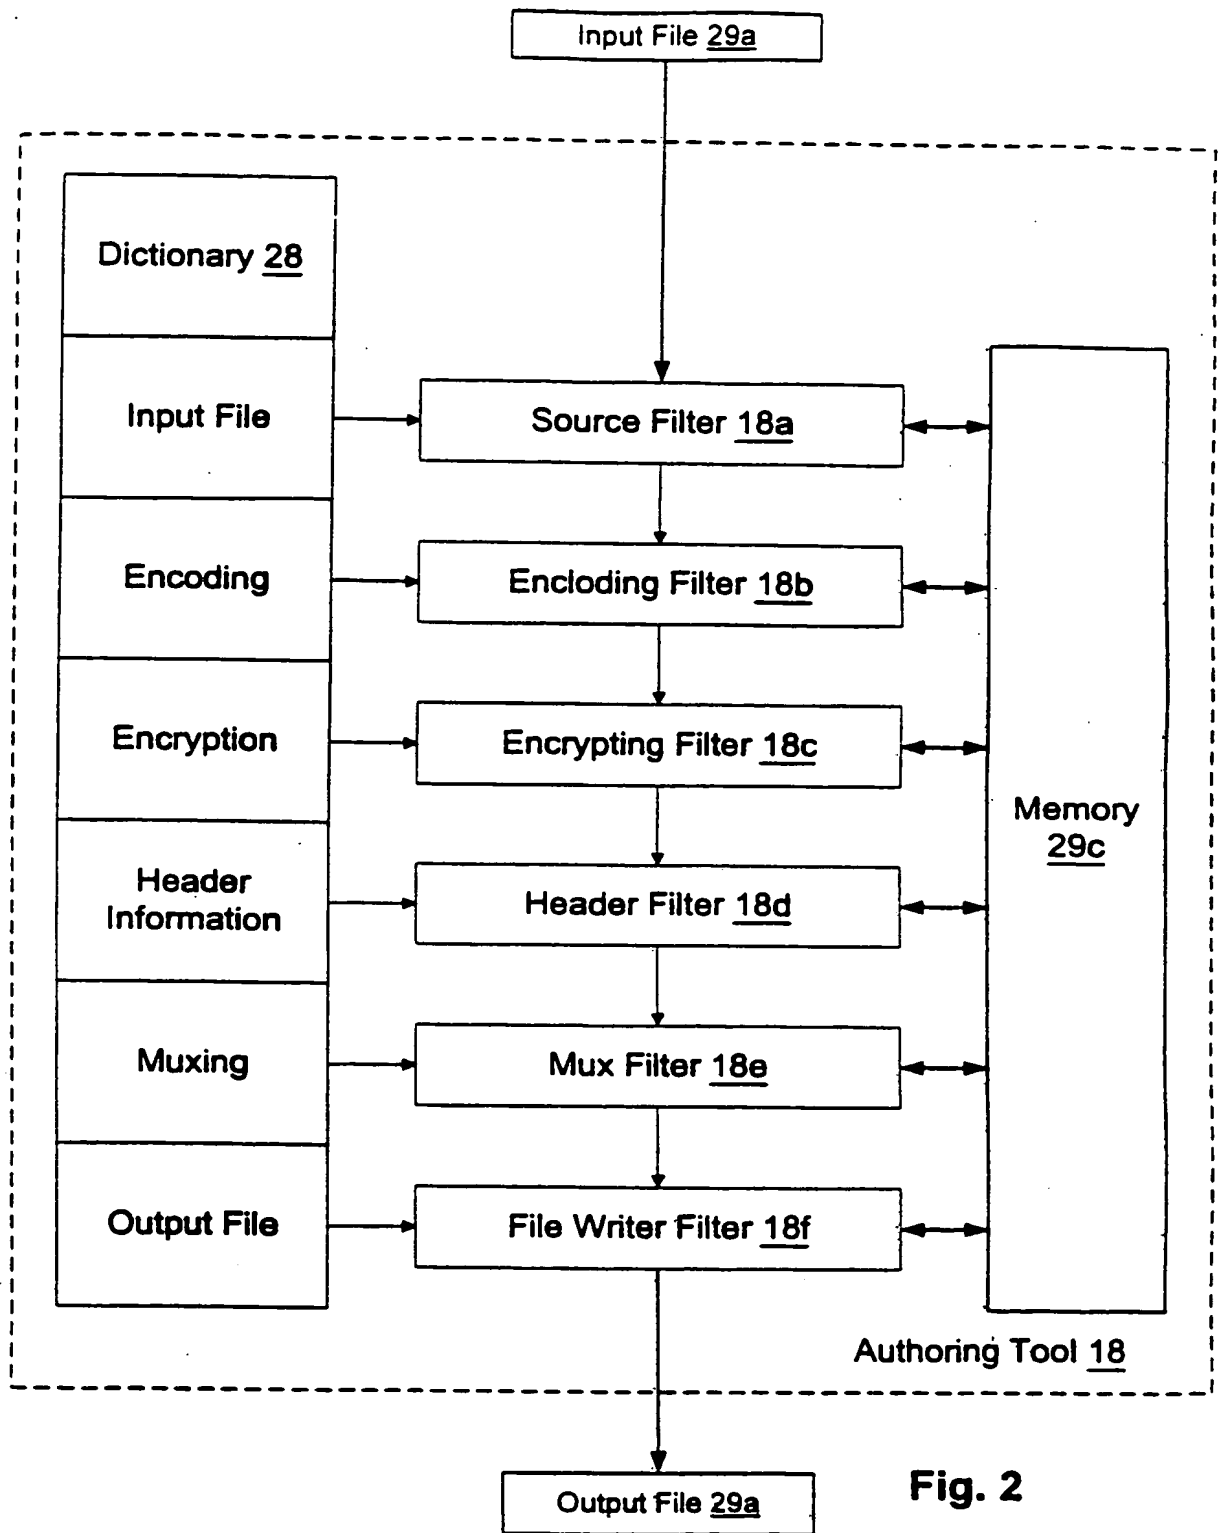 Input File 29a
Dictionary 28
Input File
Source Filter 18a
Encoding
Encloding Filter 18b
Encryption
Encrypting Filter 18c
Memory
29c
Header
Information
Header Filter 18d
Muxing
Mux Filter 18e
Output File
File Writer Filter 18f
Authoring Tool 18
Output File 29a
Fig. 2